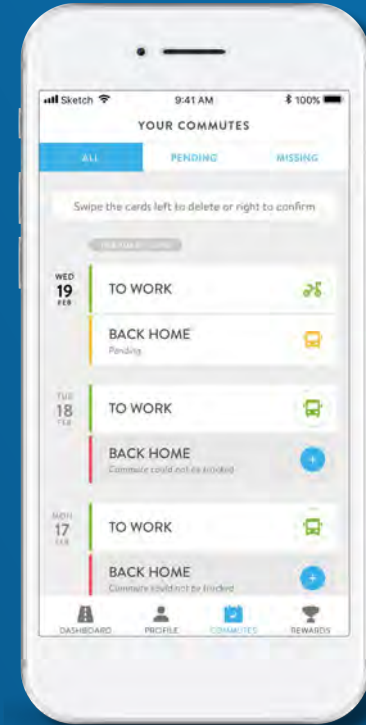 Sketch 9:41 AM 100%
YOUR COMMUTES
ALL PENDING MISSING
Swipe the cards left to delete or right to confirm
WED
19
FEB
TO WORK
BACK HOME
Pending
TUE
18
FEB
TO WORK
BACK HOME
Commute could not be tracked
MON
17
FEB
TO WORK
BACK HOME
Commute could not be tracked
DASHBOARD PROFILE COMMUTES REWARDS